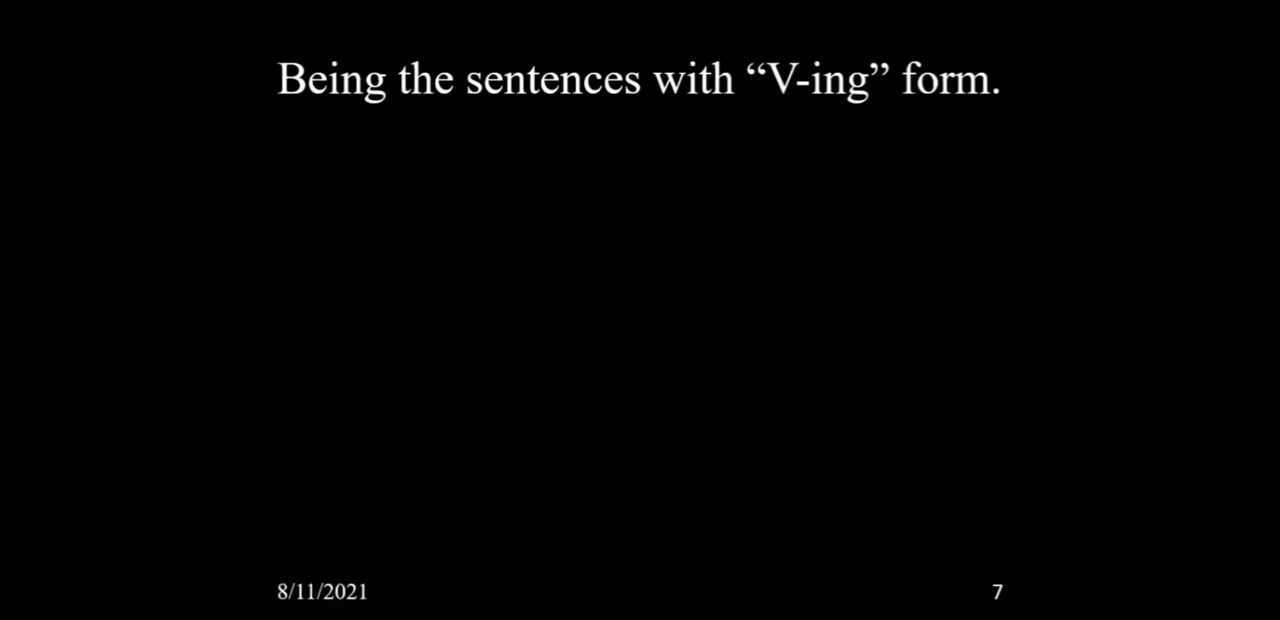 Being the sentences with “V-ing” form.
8/11/2021
7